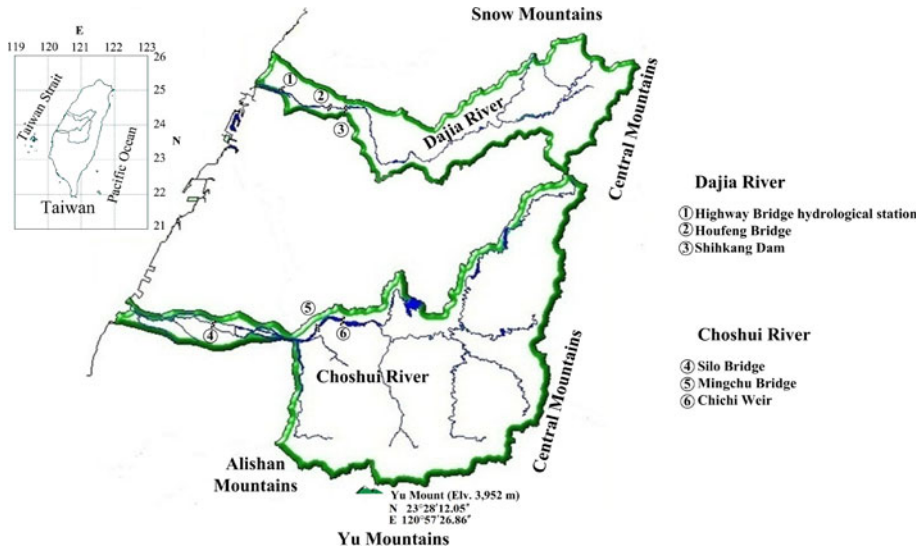 Snow Mountains
E
119 120 121 122 123
26
25
24
23
22
21
N
Taiwan Strait
Pacific Ocean
Taiwan
①
②
③
Dajia River
Central Mountains
Dajia River
① Highway Bridge hydrological station
② Houfeng Bridge
③ Shihkang Dam
④
⑤
⑥
Choshui River
Central Mountains
Choshui River
④ Silo Bridge
⑤ Mingchu Bridge
⑥ Chichi Weir
Alishan
Mountains
Yu Mount (Elv. 3,952 m)
N 23°28'12.05"
E 120°57'26.86"
Yu Mountains